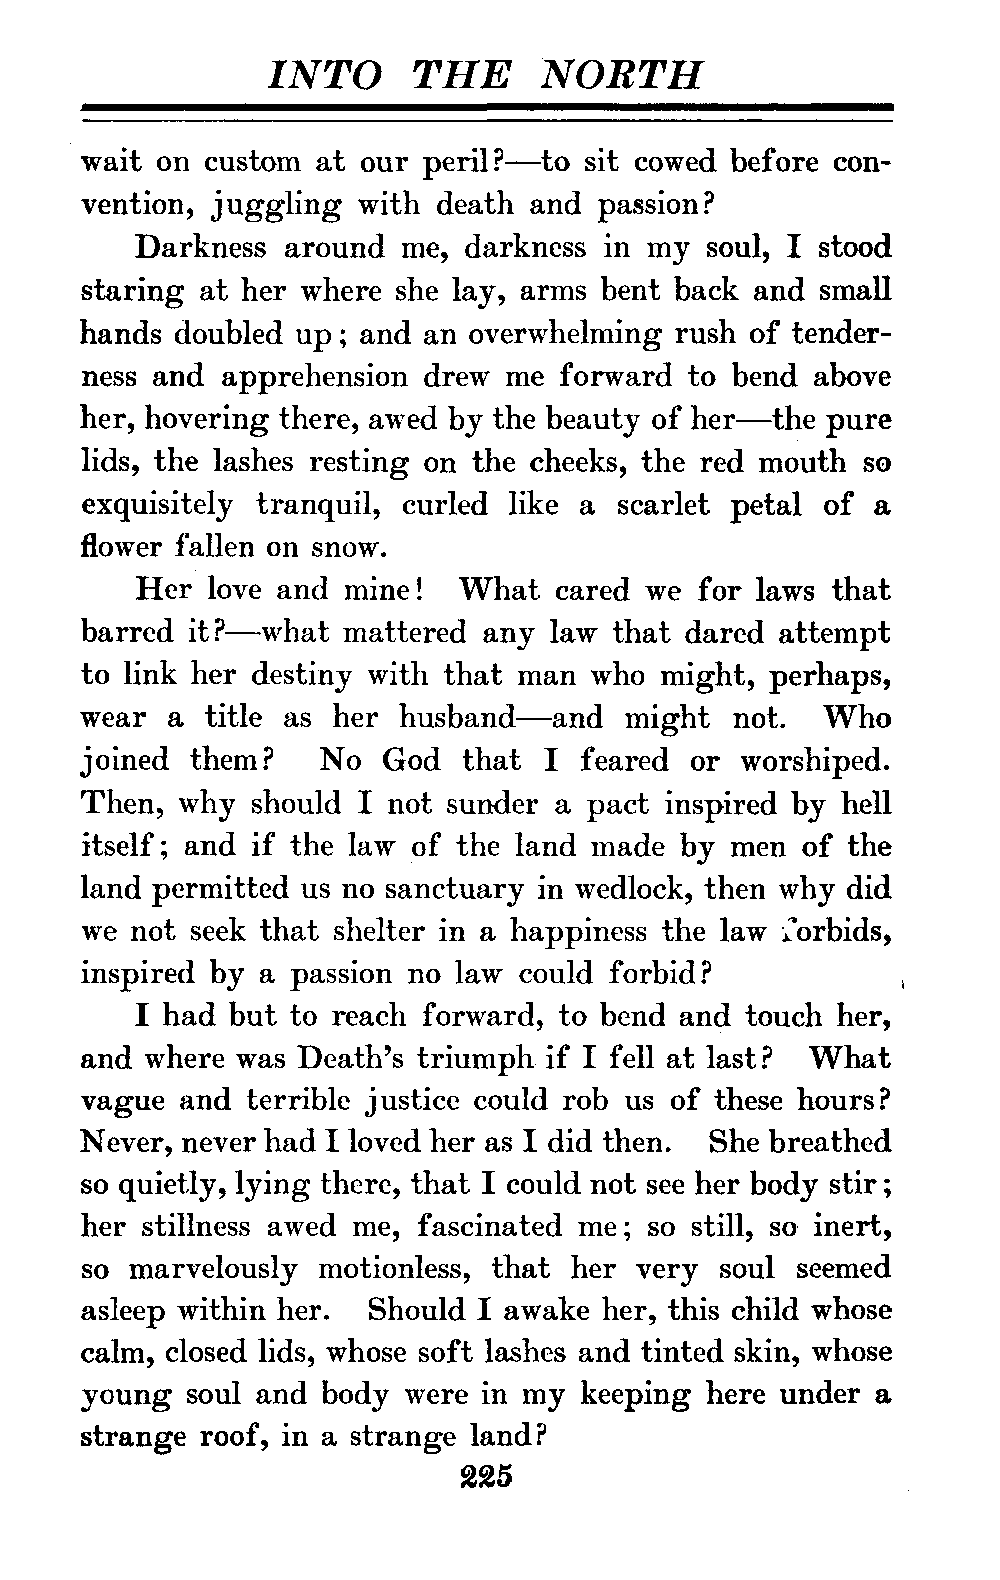 INTO THE NORTH
wait on custom at our peril?—to sit cowed before con-
vention, juggling with death and passion?
Darkness around me, darkness in my soul, I stood
staring at her where she lay, arms bent back and small
hands doubled up; and an overwhelming rush of tender-
ness and apprehension drew me forward to bend above
her, hovering there, awed by the beauty of her—the pure
lids, the lashes resting on the cheeks, the red mouth so
exquisitely tranquil, curled like a scarlet petal of a
flower fallen on snow.
Her love and mine! What cared we for laws that
barred it?—what mattered any law that dared attempt
to link her destiny with that man who might, perhaps,
wear a title as her husband—and might not. Who
joined them? No God that I feared or worshiped.
Then, why should I not sunder a pact inspired by hell
itself; and if the law of the land made by men of the
land permitted us no sanctuary in wedlock, then why did
we not seek that shelter in a happiness the law forbids,
inspired by a passion no law could forbid?
I had but to reach forward, to bend and touch her,
and where was Death's triumph if I fell at last? What
vague and terrible justice could rob us of these hours?
Never, never had I loved her as I did then. She breathed
so quietly, lying there, that I could not see her body stir;
her stillness awed me, fascinated me; so still, so inert,
so marvelously motionless, that her very soul seemed
asleep within her. Should I awake her, this child whose
calm, closed lids, whose soft lashes and tinted skin, whose
young soul and body were in my keeping here under a
strange roof, in a strange land?
225